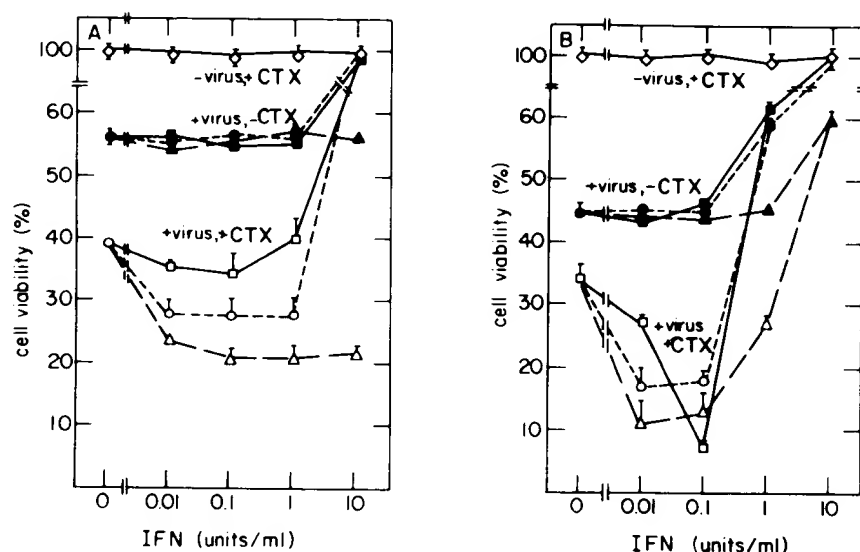 A
100
60
50
40
30
20
10
cell viability (%)
-virus,+CTX
+virus,-CTX
+virus,+CTX
0 0.01 0.1 1 10
IFN (units/ml)
B
100
60
50
40
30
20
10
cell viability (%)
-virus,+CTX
+virus,-CTX
+virus
+CTX
0 0.01 0.1 1 10
IFN (units/ml)